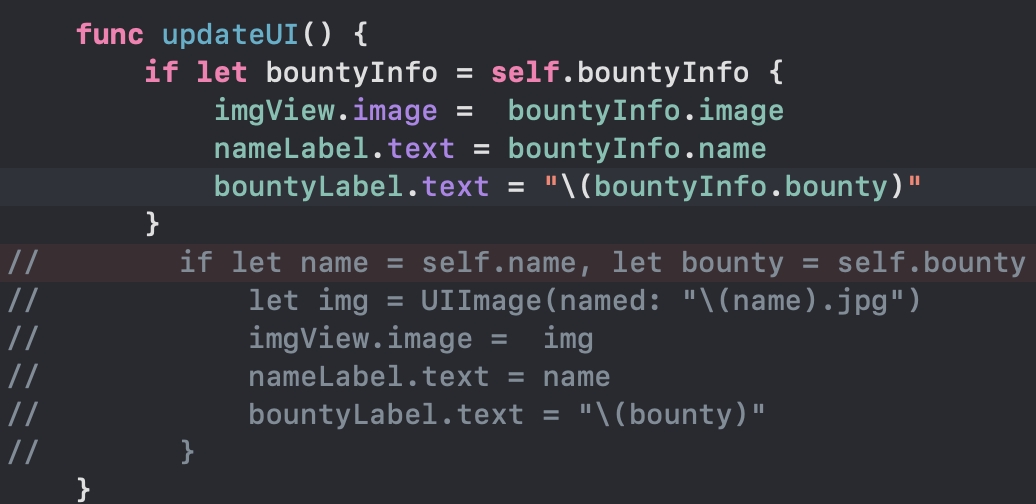 func updateUI() {
if let bountyInfo = self.bountyInfo {
imgView.image =  bountyInfo.image
nameLabel.text = bountyInfo.name
bountyLabel.text = "\(bountyInfo.bounty)"
}
//        if let name = self.name, let bounty = self.bounty
//            let img = UIImage(named: "\(name).jpg")
//            imgView.image =  img
//            nameLabel.text = name
//            bountyLabel.text = "\(bounty)"
//        }
}